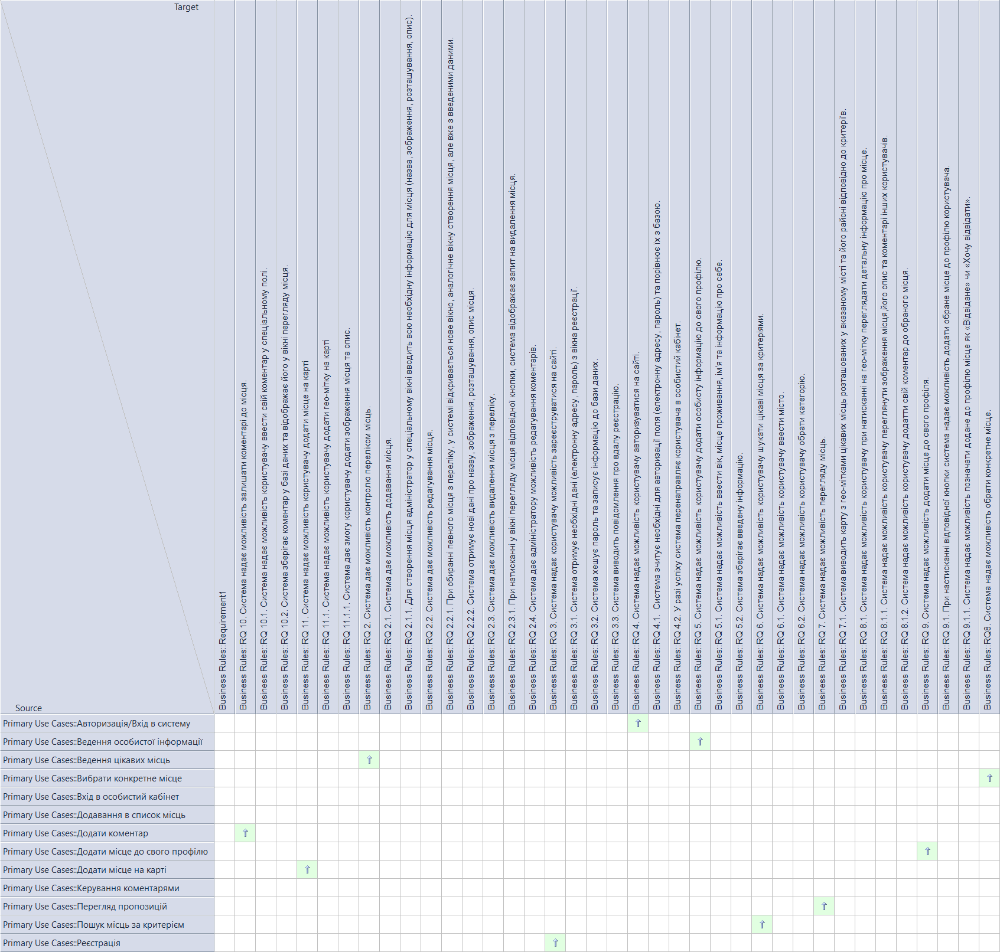 Target
Source
Business Rules::Requirement1
Business Rules::RQ 10. Система надає можливість залишати коментарі до місця.
Business Rules::RQ 10.1. Система надає можливість користувачу ввести свій коментар у спеціальному полі.
Business Rules::RQ 10.2. Система зберігає коментар у базі даних та відображає його у вікні перегляду місця.
Business Rules::RQ 11. Система надає можливість користувачу додати місце на карті
Business Rules::RQ 11.1. Система надає можливість користувачу додати гео-мітку на карті
Business Rules::RQ 11.1.1. Система дає змогу користувачу додати зображення місця та опис.
Business Rules::RQ 2. Система дає можливість контролю переліком місць.
Business Rules::RQ 2.1. Система дає можливість додавання місця.
Business Rules::RQ 2.1.1. Для створення місця адміністратор у спеціальному вікні вводить всю необхідну інформацію для місця (назва, зображення, розташування, опис).
Business Rules::RQ 2.2. Система дає можливість редагування місця.
Business Rules::RQ 2.2.1. При обиранні певного місця з переліку, у системі відкривається нове вікно, аналогічне вікну створення місця, але вже з введеними даними.
Business Rules::RQ 2.2.2. Система отримує нові дані про назву, зображення, розташування, опис місця.
Business Rules::RQ 2.3. Система дає можливість видалення місця з переліку.
Business Rules::RQ 2.3.1. При натисканні у вікні перегляду місця відповідної кнопки, система відображає запит на видалення місця.
Business Rules::RQ 2.4. Система дає адміністратору можливість редагування коментарів.
Business Rules::RQ 3. Система надає користувачу можливість зареєструватися на сайті.
Business Rules::RQ 3.1. Система отримує необхідні дані (електронну адресу, пароль) з вікна реєстрації.
Business Rules::RQ 3.2. Система хешує пароль та записує інформацію до бази даних.
Business Rules::RQ 3.3. Система виводить повідомлення про вдалу реєстрацію.
Business Rules::RQ 4. Система надає можливість користувачу авторизуватися на сайті.
Business Rules::RQ 4.1. Система зчитує необхідні для авторизації поля (електронну адресу, пароль) та порівнює їх з базою.
Business Rules::RQ 4.2. У разі успіху система перенаправляє користувача в особистий кабінет.
Business Rules::RQ 5. Система надає можливість користувачу додати особисту інформацію до свого профілю.
Business Rules::RQ 5.1. Система надає можливість ввести вік, місце проживання, ім'я та інформацію про себе.
Business Rules::RQ 5.2. Система зберігає введену інформацію.
Business Rules::RQ 6. Система надає можливість користувачу шукати цікаві місця за критеріями.
Business Rules::RQ 6.1. Система надає можливість користувачу ввести місто.
Business Rules::RQ 6.2. Система надає можливість користувачу обрати категорію.
Business Rules::RQ 7. Система надає можливість перегляду місць.
Business Rules::RQ 7.1. Система виводить карту з гео-мітками цікавих місць розташованих у вказаному місті та його районі відповідно до критеріїв.
Business Rules::RQ 8.1. Система надає можливість користувачу при натисканні на гео-мітку переглядати детальну інформацію про місце.
Business Rules::RQ 8.1.1. Система надає можливість користувачу переглянути зображення місця,його опис та коментарі інших користувачів.
Business Rules::RQ 8.1.2. Система надає можливість користувачу додатти свій коментар до обраного місця.
Business Rules::RQ 9. Система надає можливість додати місце до свого профіля.
Business Rules::RQ 9.1. При настисканні відповідної кнопки система надає можливість додати обране місце до профілю користувача.
Business Rules::RQ 9.1.1. Система надає можливість позначати додане до профілю місце як «Відвідане» чи «Хочу відвідати».
Business Rules::RQ8. Система надає можливість обрати конкретне місце.
Primary Use Cases::Авторизація/Вхід в систему
Primary Use Cases::Ведення особистої інформації
Primary Use Cases::Ведення цікавих місць
Primary Use Cases::Вибрати конкретне місце
Primary Use Cases::Вхід в особистий кабінет
Primary Use Cases::Додавання в список місць
Primary Use Cases::Додати коментар
Primary Use Cases::Додати місце до свого профілю
Primary Use Cases::Додати місце на карті
Primary Use Cases::Керування коментарями
Primary Use Cases::Перегляд пропозицій
Primary Use Cases::Пошук місць за критерієм
Primary Use Cases::Реєстрація